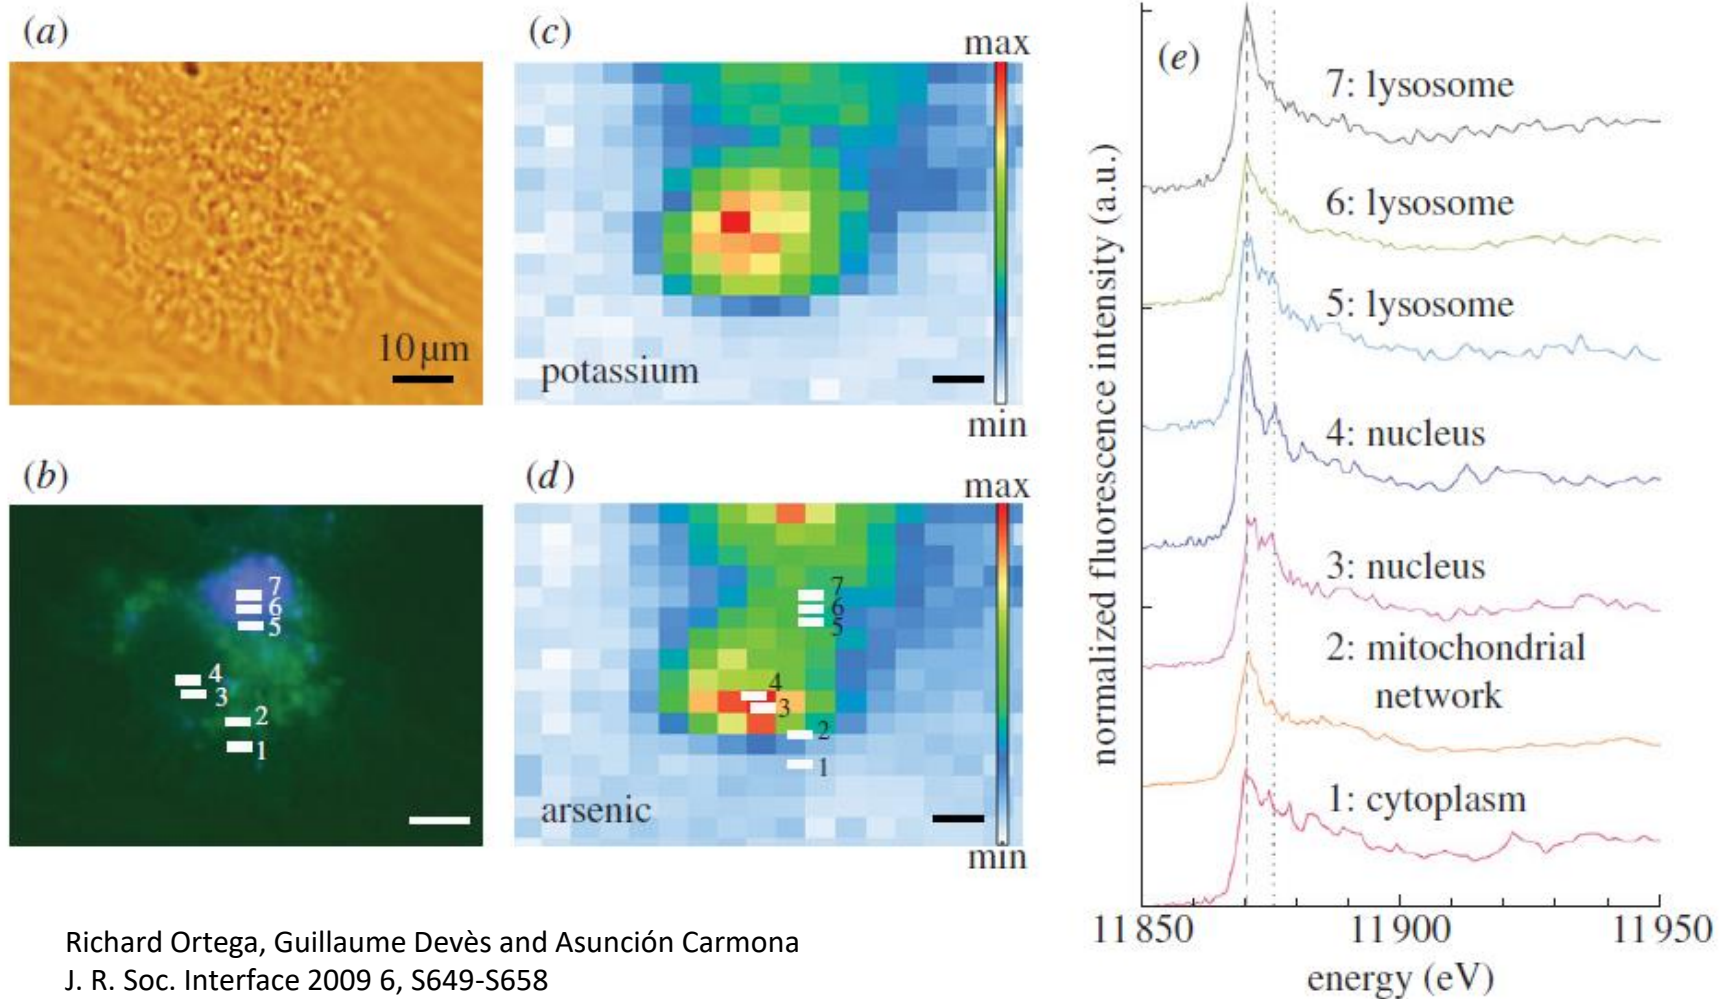 (a)
10 μm
(b)
7
6
5
4
3
2
1
(c)
max
potassium
min
(d)
max
7
6
5
4
3
2
1
arsenic
min
(e)
normalized fluorescence intensity (a.u.)
7: lysosome
6: lysosome
5: lysosome
4: nucleus
3: nucleus
2: mitochondrial
network
1: cytoplasm
11 850 11 900 11 950
energy (eV)
Richard Ortega, Guillaume Devès and Asunción Carmona
J. R. Soc. Interface 2009 6, S649-S658